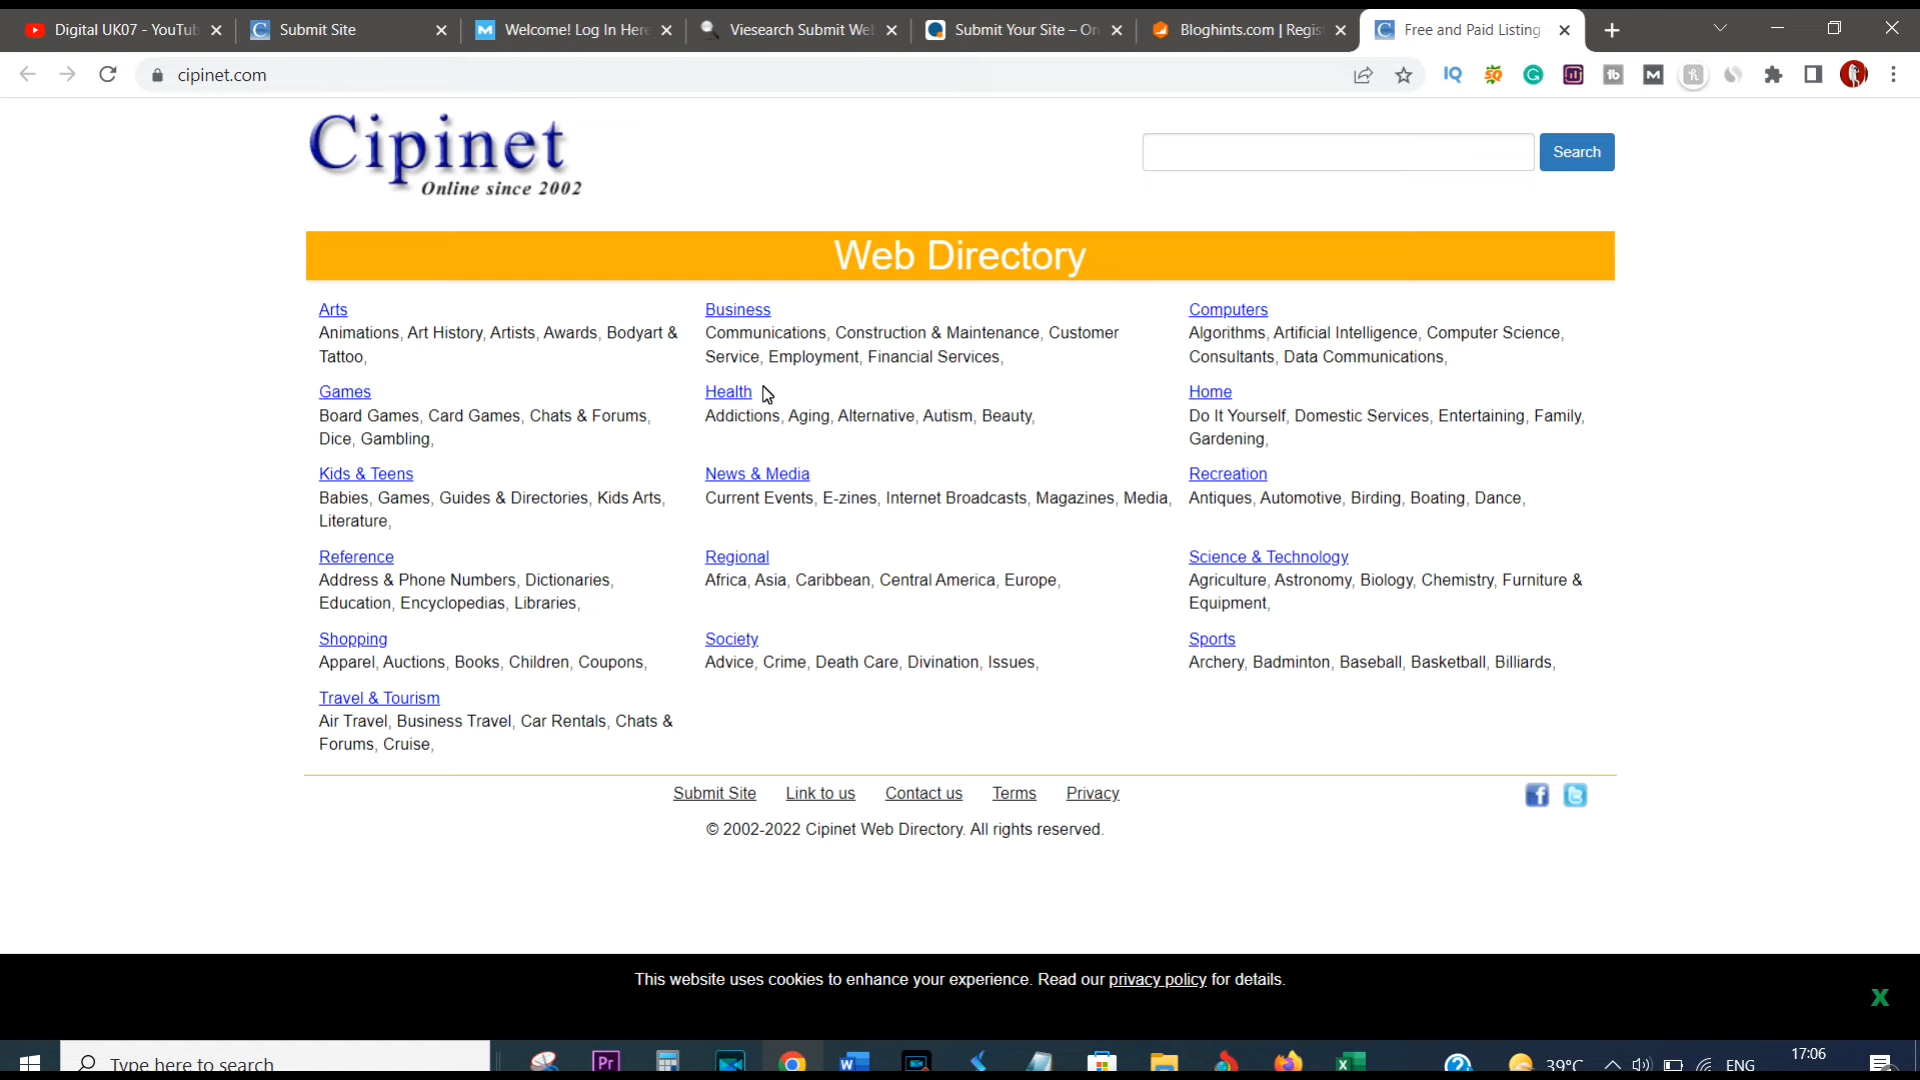 Digital UK07 - YouTub
Submit Site
Welcome! Log In Here
Viesearch Submit Web
Submit Your Site – On
Bloghints.com | Regis
Free and Paid Listing
cipinet.com
Cipinet
Online since 2002
Search
Web Directory
Arts
Animations, Art History, Artists, Awards, Bodyart &
Tattoo,
Business
Communications, Construction & Maintenance, Customer
Service, Employment, Financial Services,
Computers
Algorithms, Artificial Intelligence, Computer Science,
Consultants, Data Communications,
Games
Board Games, Card Games, Chats & Forums,
Dice, Gambling,
Health
Addictions, Aging, Alternative, Autism, Beauty,
Home
Do It Yourself, Domestic Services, Entertaining, Family,
Gardening,
Kids & Teens
Babies, Games, Guides & Directories, Kids Arts,
Literature,
News & Media
Current Events, E-zines, Internet Broadcasts, Magazines, Media,
Recreation
Antiques, Automotive, Birding, Boating, Dance,
Reference
Address & Phone Numbers, Dictionaries,
Education, Encyclopedias, Libraries,
Regional
Africa, Asia, Caribbean, Central America, Europe,
Science & Technology
Agriculture, Astronomy, Biology, Chemistry, Furniture &
Equipment,
Shopping
Apparel, Auctions, Books, Children, Coupons,
Society
Advice, Crime, Death Care, Divination, Issues,
Sports
Archery, Badminton, Baseball, Basketball, Billiards,
Travel & Tourism
Air Travel, Business Travel, Car Rentals, Chats &
Forums, Cruise,
Submit Site Link to us Contact us Terms Privacy
© 2002-2022 Cipinet Web Directory. All rights reserved.
This website uses cookies to enhance your experience. Read our privacy policy for details.
X
Type here to search
Pr
39°C
ENG
17:06